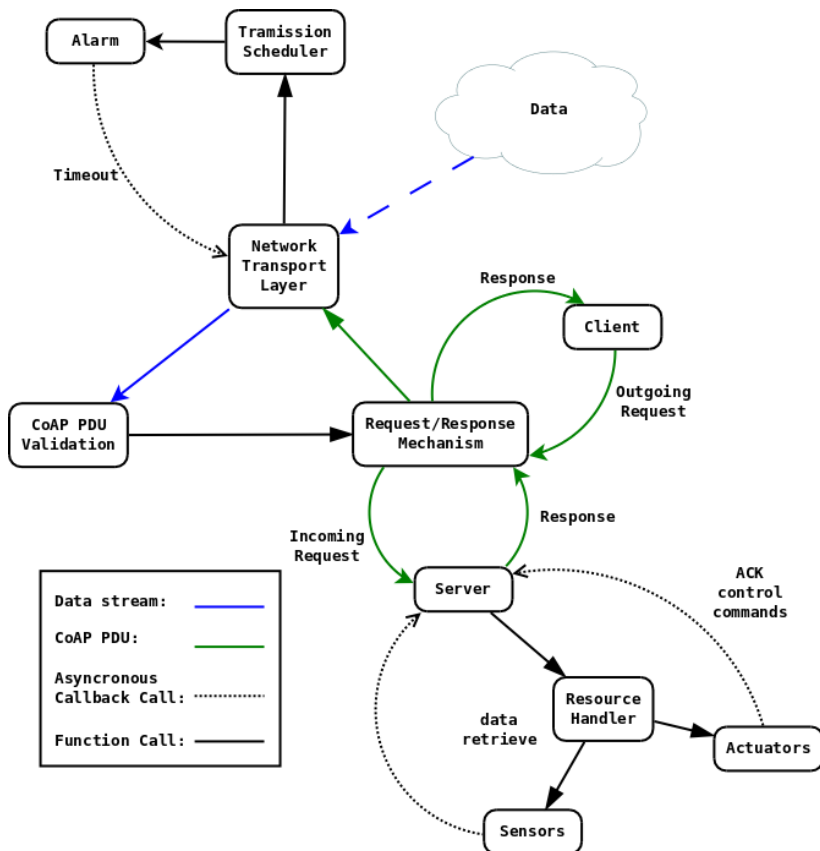 Alarm
Tramission
Scheduler
Data
Timeout
Network
Transport
Layer
Response
Client
Outgoing
Request
CoAP PDU
Validation
Request/Response
Mechanism
Incoming
Request
Response
Server
ACK
control
commands
Data stream:
CoAP PDU:
Asyncronous
Callback Call:
Function Call:
Resource
Handler
data
retrieve
Actuators
Sensors